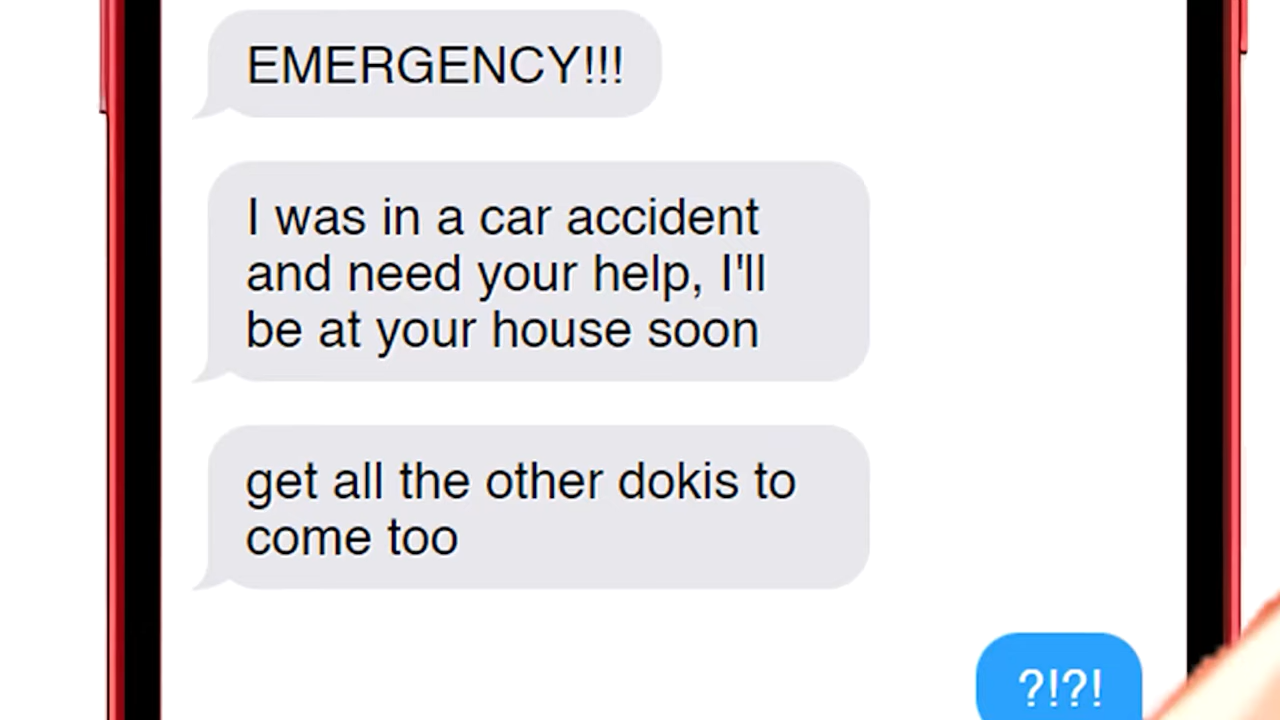 EMERGENCY!!!
I was in a car accident
and need your help, I'll
be at your house soon
get all the other dokis to
come too
?!?!